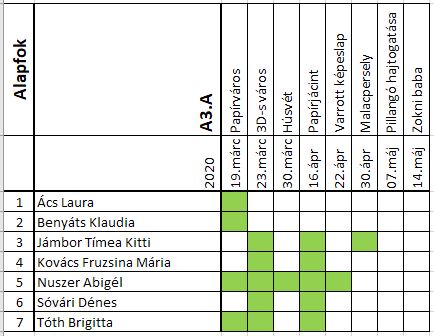 Alapfok
A3.A
2020
Papírváros
3D-s város
Húsvét
Papírjácint
Varrott képeslap
Malacpersely
Pillangó hajtogatása
Zokni baba
19.márc
23.márc
30.márc
16.ápr
22.ápr
30.ápr
07.máj
14.máj
1 Ács Laura
2 Benyáts Klaudia
3 Jámbor Tímea Kitti
4 Kovács Fruzsina Mária
5 Nuszer Abigél
6 Sóvári Dénes
7 Tóth Brigitta